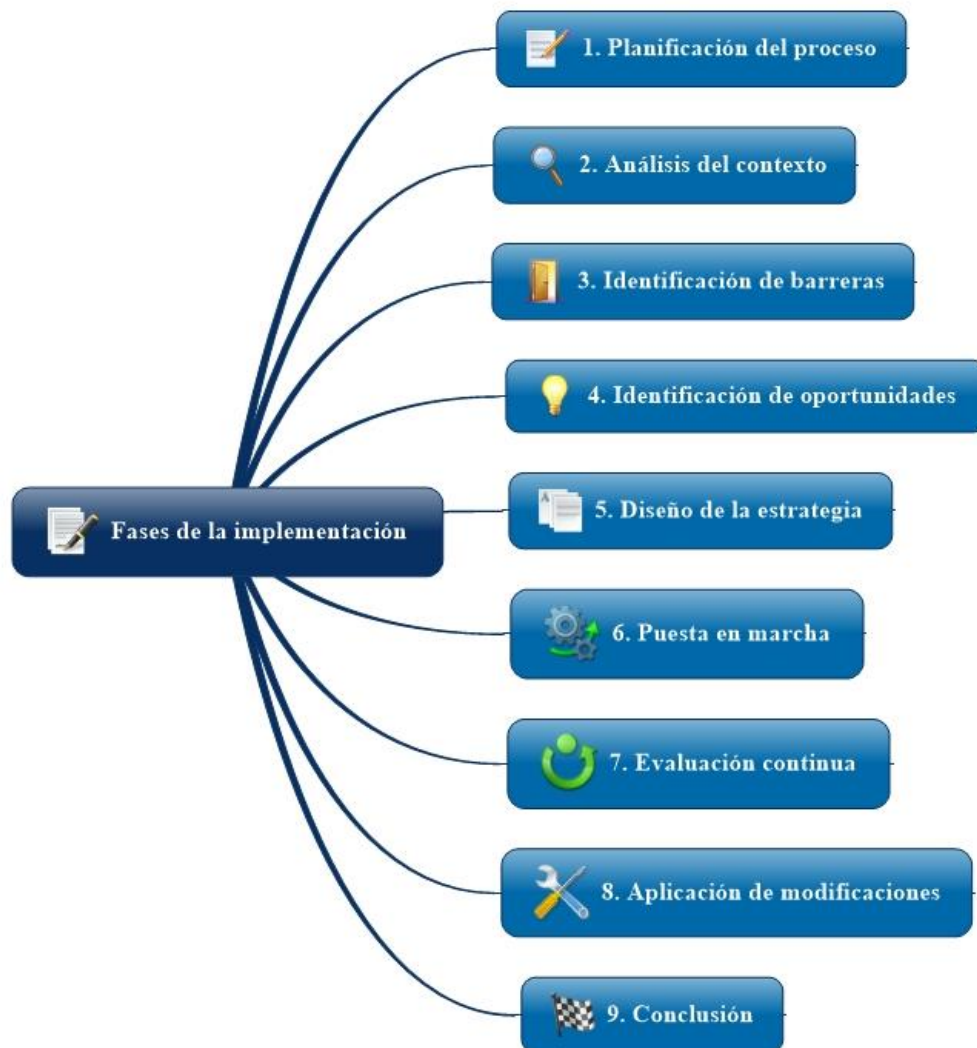 1. Planificación del proceso
2. Análisis del contexto
3. Identificación de barreras
4. Identificación de oportunidades
Fases de la implementación
5. Diseño de la estrategia
6. Puesta en marcha
7. Evaluación continua
8. Aplicación de modificaciones
9. Conclusión